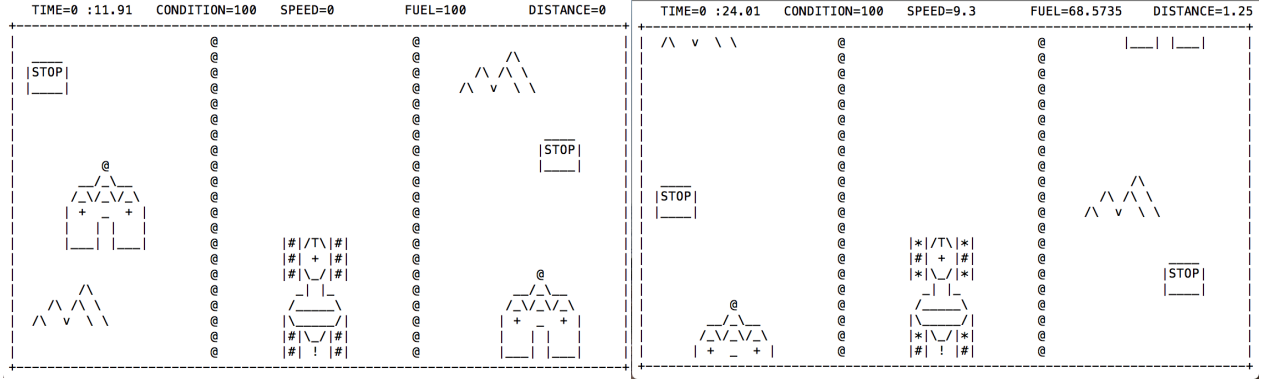 TIME=0 :11.91 CONDITION=100 SPEED=0 FUEL=100 DISTANCE=0
STOP
STOP
TIME=0 :24.01 CONDITION=100 SPEED=9.3 FUEL=68.5735 DISTANCE=1.25
STOP
STOP